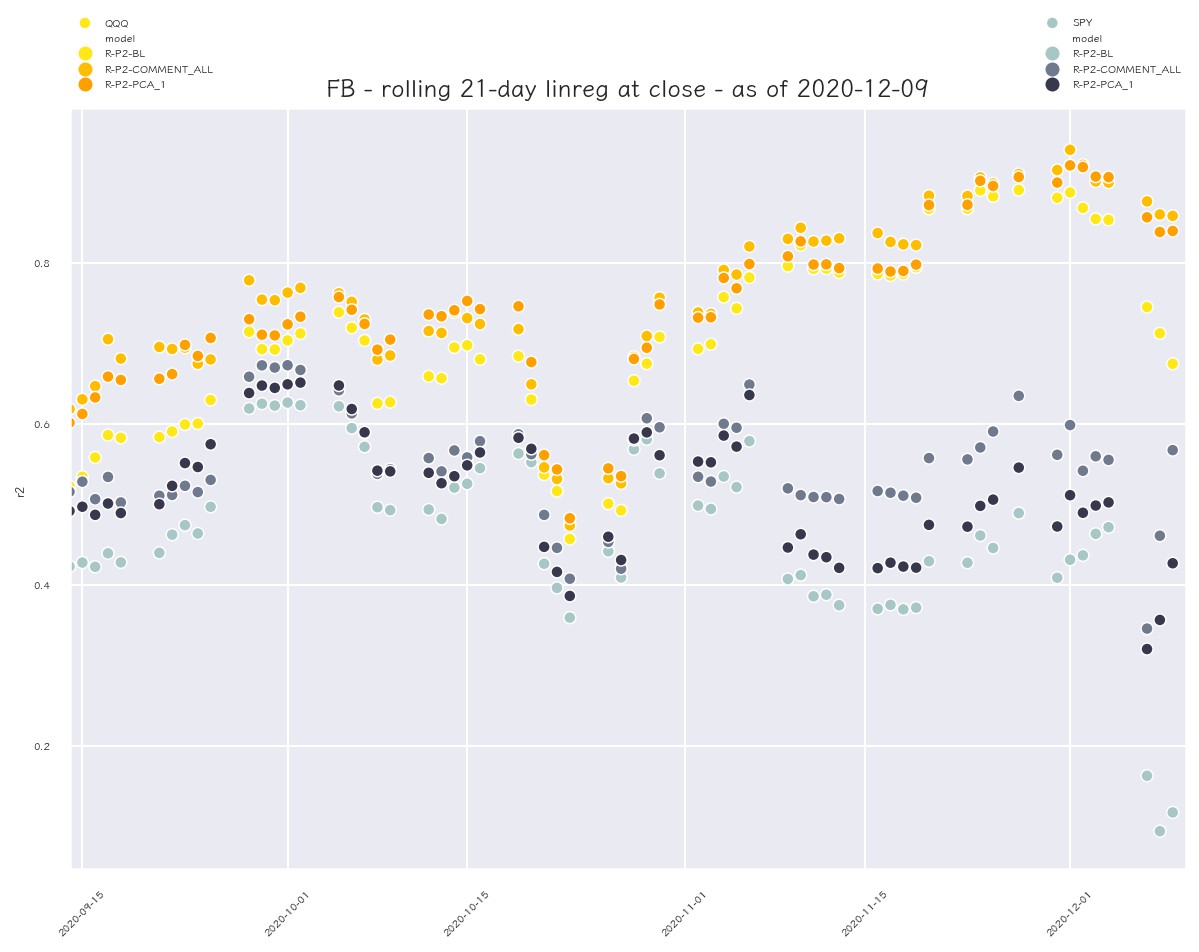 QQQ
model
R-P2-BL
R-P2-COMMENT_ALL
R-P2-PCA_1
SPY
model
R-P2-BL
R-P2-COMMENT_ALL
R-P2-PCA_1
FB - rolling 21-day linreg at close - as of 2020-12-09
0.8
0.6
0.4
0.2
r2
2020-09-15
2020-10-01
2020-10-15
2020-11-01
2020-11-15
2020-12-01